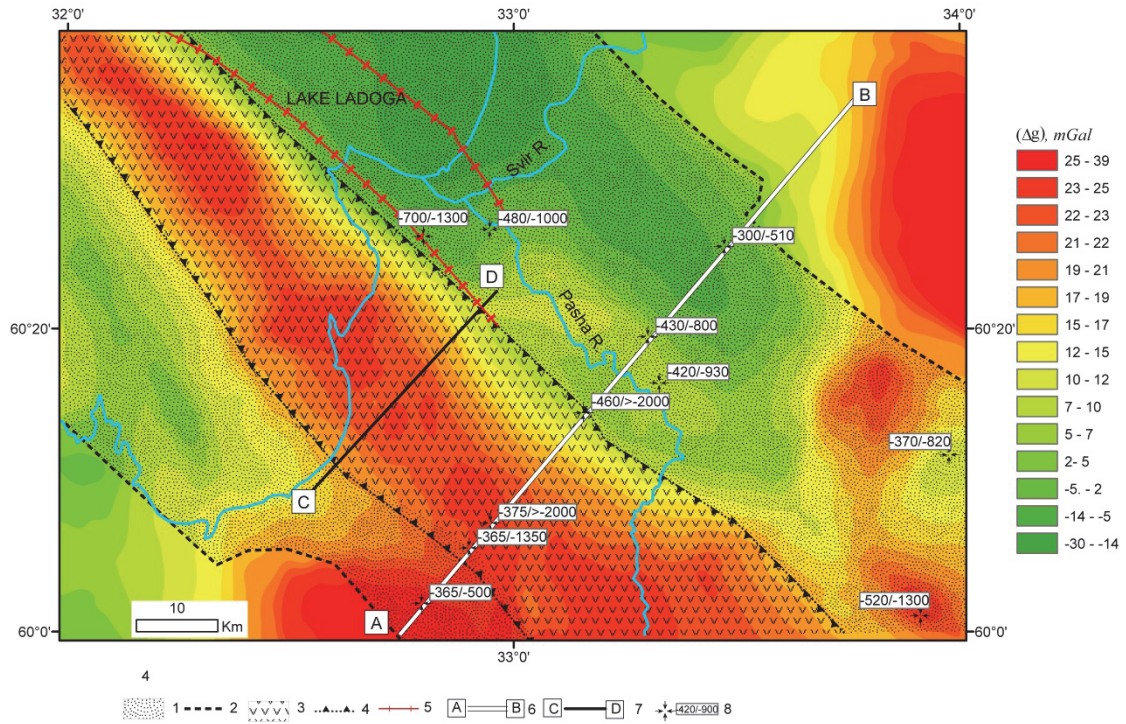 32°0'
33°0'
34°0'
LAKE LADOGA
B
Svir R
-700/-1300
-480/-1000
-300/-510
D
60°20'
60°20'
Pasha R
-430/-800
-420/-930
-460/>-2000
-370/-820
C
-375/>-2000
-365/-1350
-365/-500
-520/-1300
10
Km
A
60°0'
60°0'
33°0'
(Δg), mGal
25 - 39
23 - 25
22 - 23
21 - 22
19 - 21
17 - 19
15 - 17
12 - 15
10 - 12
7 - 10
5 - 7
2- 5
-5. - 2
-14 - -5
-30 - -14
4
1 2 3 4 5 A B 6 C D 7 -420/-900 8